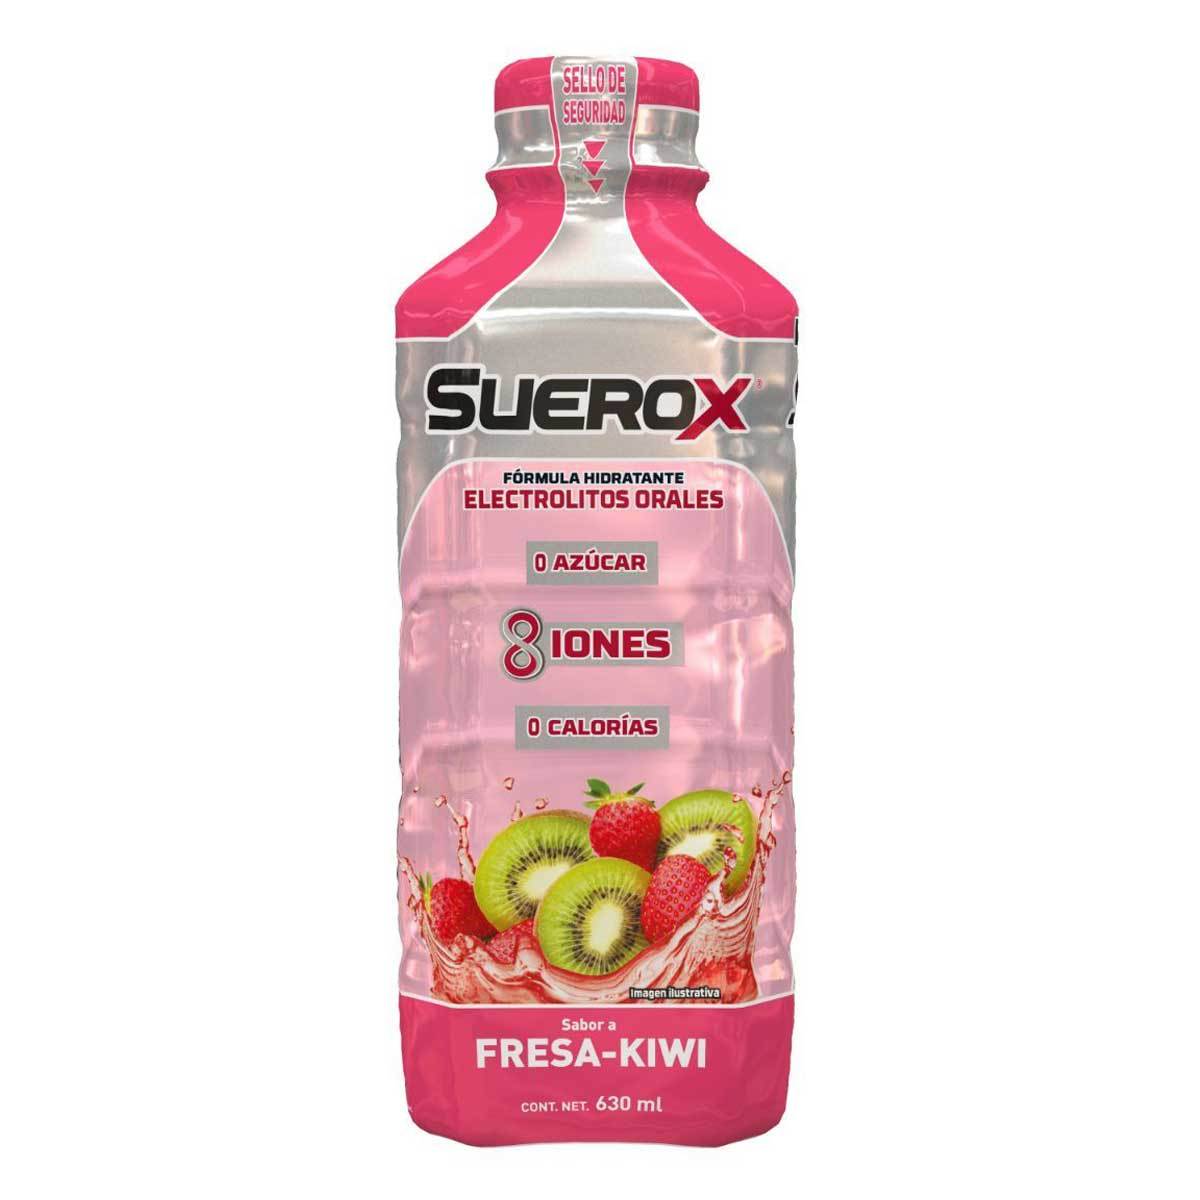 SELLO DE
SEGURIDAD
SUEROX®
FÓRMULA HIDRATANTE
ELECTROLITOS ORALES
0 AZÚCAR
8 IONES
0 CALORÍAS
Imagen ilustrativa
Sabor a
FRESA-KIWI
CONT. NET. 630 ml